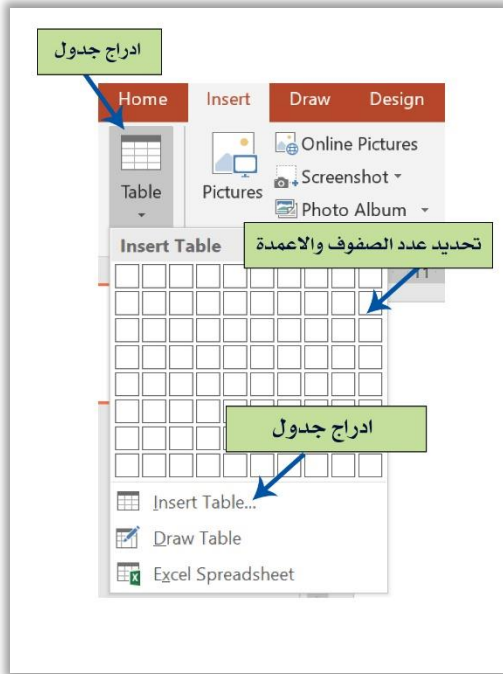 ادراج جدول
Home Insert Draw Design
Table
Pictures
Online Pictures
Screenshot
Photo Album
Insert Table
تحديد عدد الصفوف والاعمدة
ادراج جدول
Insert Table...
Draw Table
Excel Spreadsheet